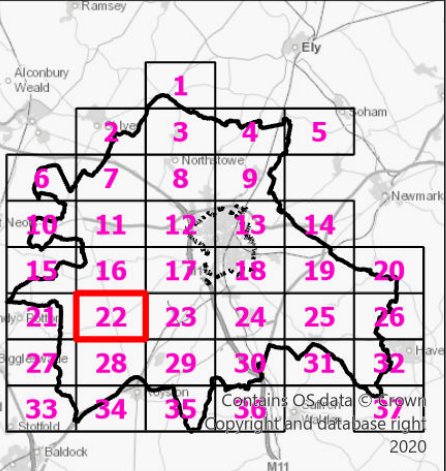 Ramsey
Ely
Alconbury
Weald
1
Soham
2 3 4 5
Northstowe
6 7 8 9
Newmark
10 11 12 13 14
15 16 17 18 19 20
21 22 23 24 25 26
27 28 29 30 31 32
Have
Royston
33 34 35 36 37
Stotfold
Contains OS data © Crown
Copyright and database right
2020
Baldock
M11